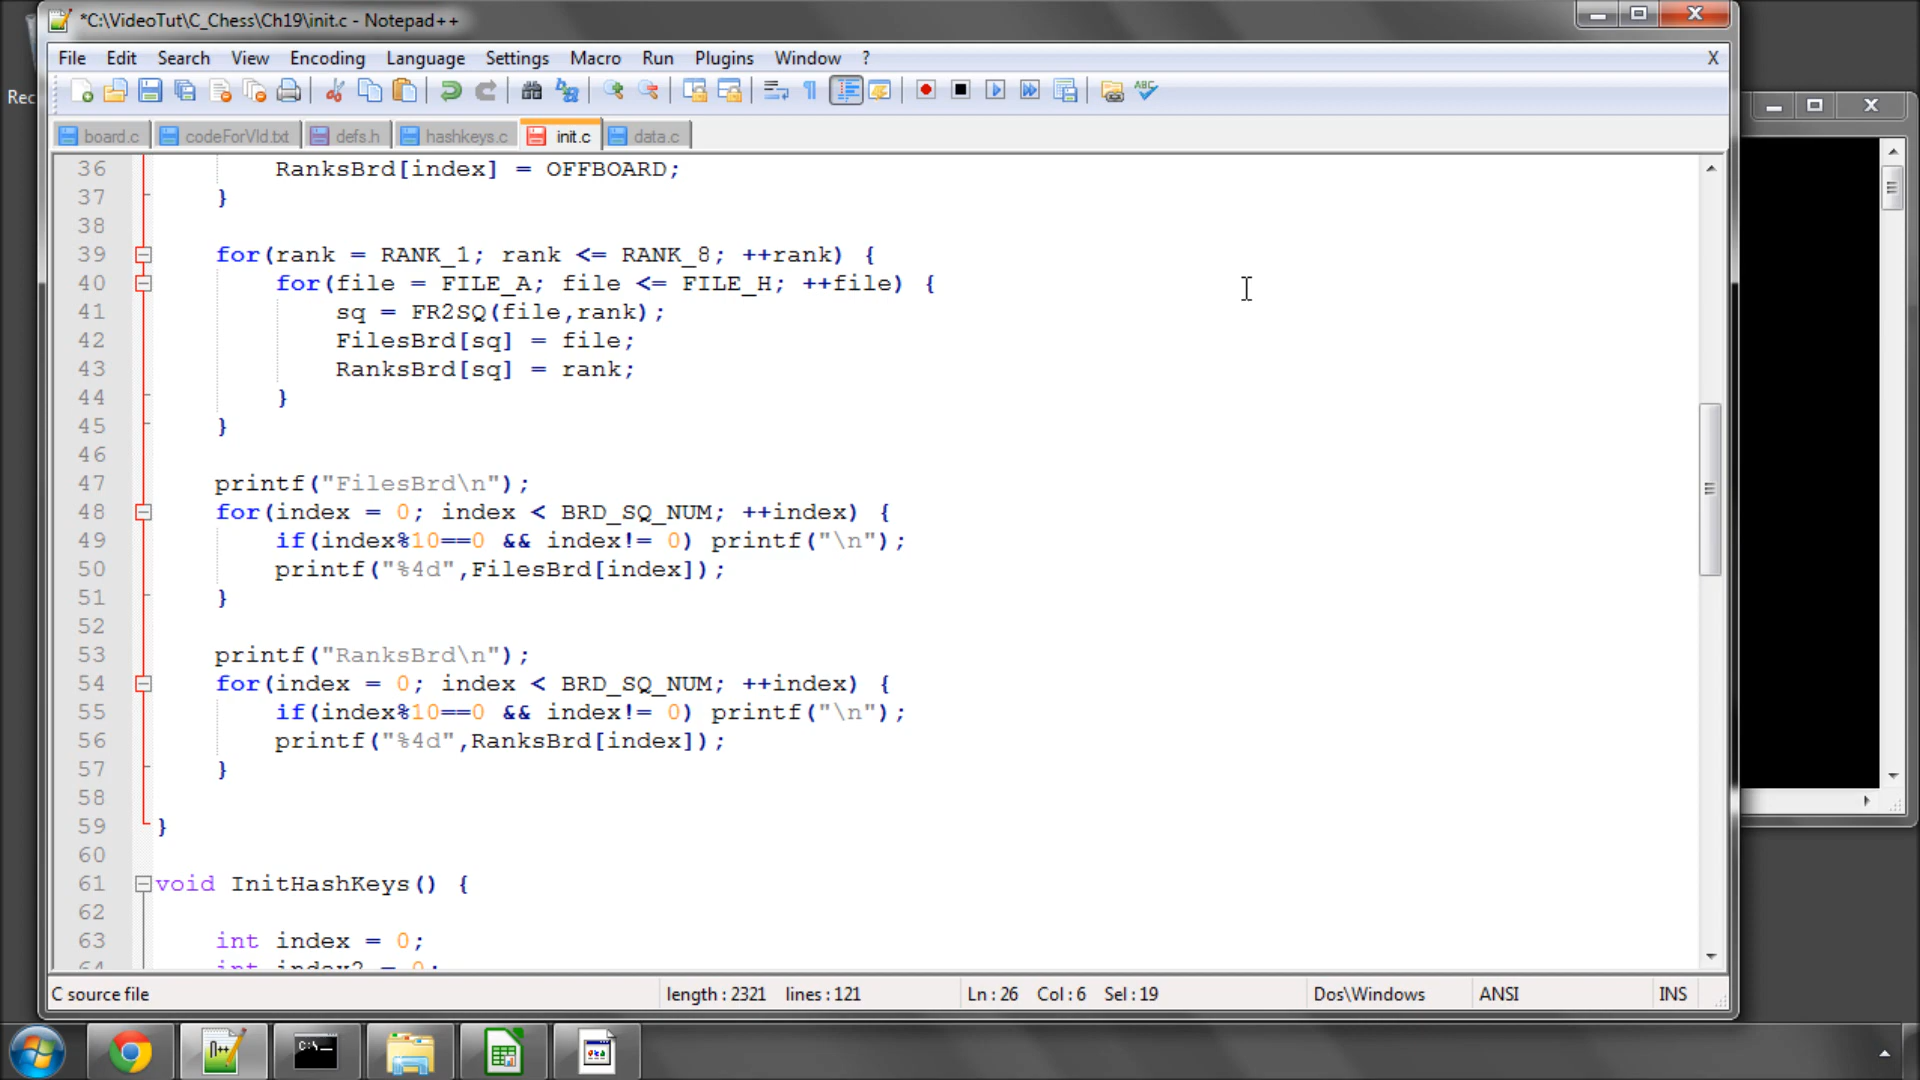 *C:\VideoTut\C_Chess\Ch19\init.c - Notepad++
File Edit Search View Encoding Language Settings Macro Run Plugins Window ? X
Rec
board.c codeForVId.txt defs.h hashkeys.c init.c data.c
36 RanksBrd[index] = OFFBOARD;
37 }
38
39 for(rank = RANK_1; rank <= RANK_8; ++rank) {
40 for(file = FILE_A; file <= FILE_H; ++file) {
41 sq = FR2SQ(file,rank);
42 FilesBrd[sq] = file;
43 RanksBrd[sq] = rank;
44 }
45 }
46
47 printf("FilesBrd\n");
48 for(index = 0; index < BRD_SQ_NUM; ++index) {
49 if(index%10==0 && index!= 0) printf("\n");
50 printf("%4d",FilesBrd[index]);
51 }
52
53 printf("RanksBrd\n");
54 for(index = 0; index < BRD_SQ_NUM; ++index) {
55 if(index%10==0 && index!= 0) printf("\n");
56 printf("%4d",RanksBrd[index]);
57 }
58
59 }
60
61 void InitHashKeys() {
62
63 int index = 0;
64 int index2 = 0;
C source file length : 2321 lines : 121 Ln : 26 Col : 6 Sel : 19 Dos\Windows ANSI INS